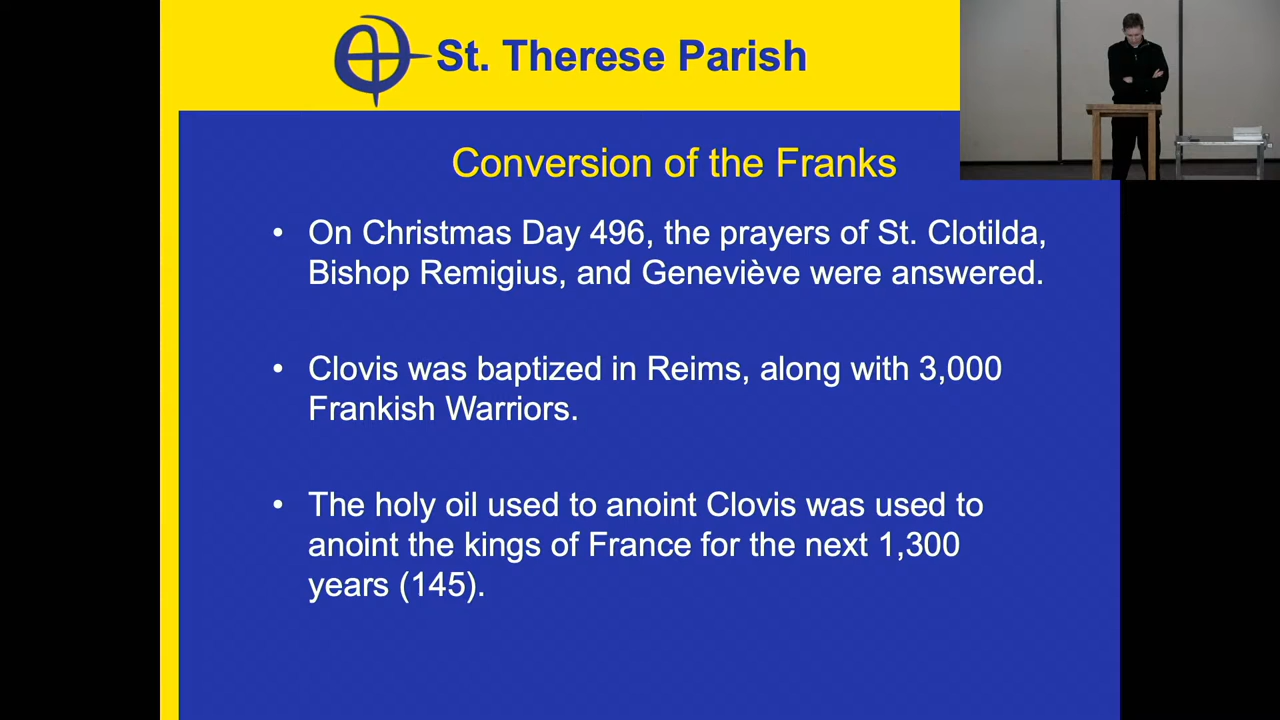 St. Therese Parish
Conversion of the Franks
• On Christmas Day 496, the prayers of St. Clotilda,
Bishop Remigius, and Geneviève were answered.
• Clovis was baptized in Reims, along with 3,000
Frankish Warriors.
• The holy oil used to anoint Clovis was used to
anoint the kings of France for the next 1,300
years (145).